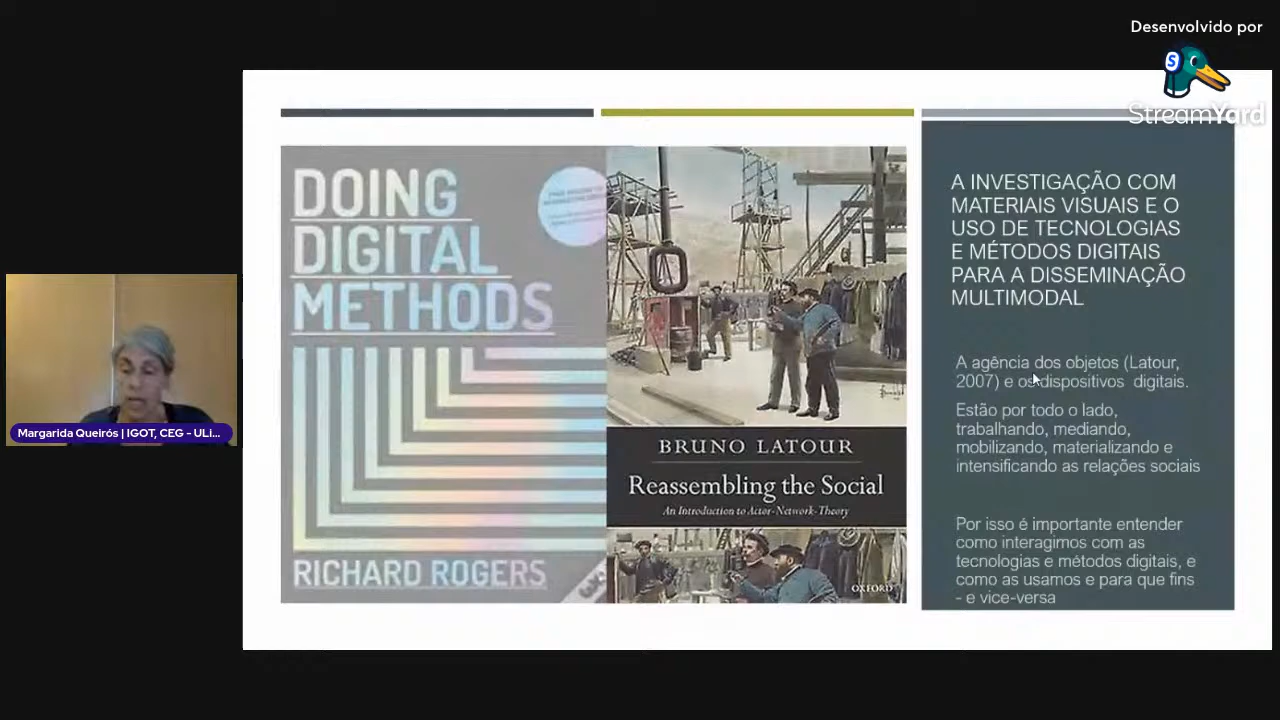 Desenvolvido por
StreamYard
DOING
DIGITAL
METHODS
RICHARD ROGERS
BRUNO LATOUR
Reassembling the Social
An Introduction to Actor-Network-Theory
OXFORD
A INVESTIGAÇÃO COM
MATERIAIS VISUAIS E O
USO DE TECNOLOGIAS
E MÉTODOS DIGITAIS
PARA A DISSEMINAÇÃO
MULTIMODAL
A agência dos objetos (Latour,
2007) e os dispositivos digitais.
Estão por todo o lado,
trabalhando, mediando,
mobilizando, materializando e
intensificando as relações sociais
Por isso é importante entender
como interagimos com as
tecnologias e métodos digitais, e
como as usamos e para que fins
- e vice-versa
Margarida Queirós | IGOT, CEG - ULi...